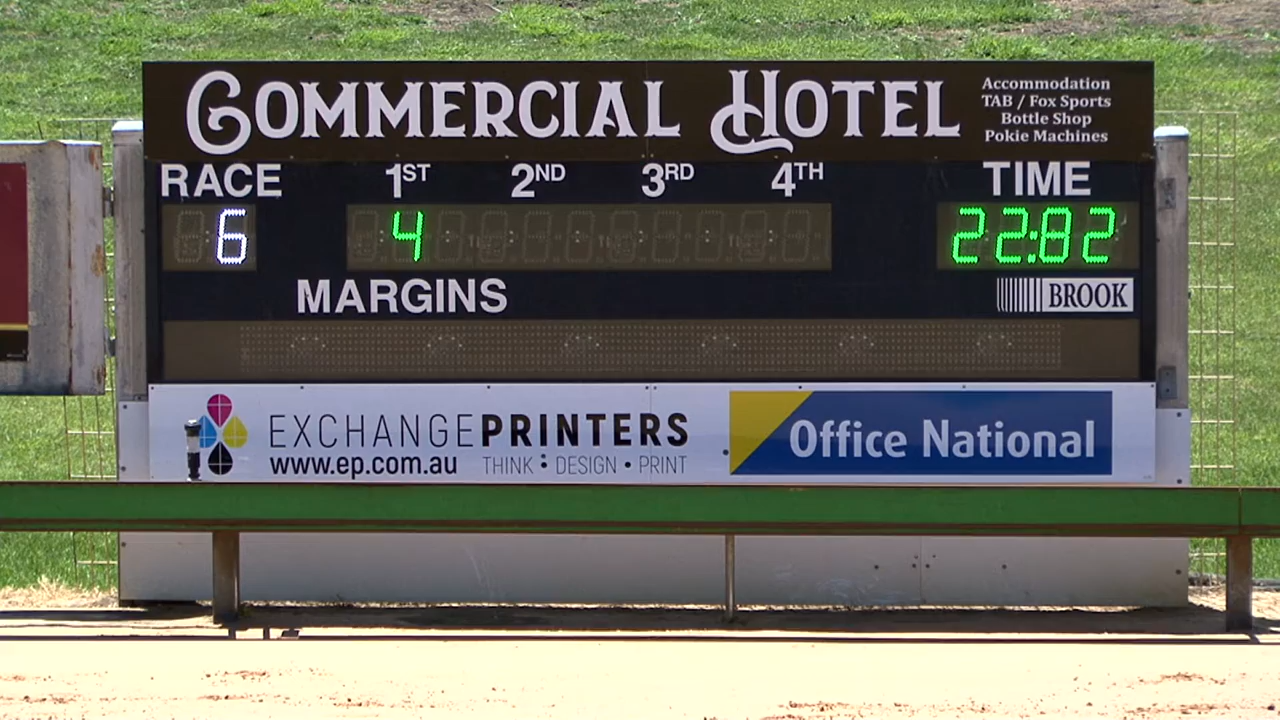 COMMERCIAL HOTEL
Accommodation
TAB / Fox Sports
Bottle Shop
Pokie Machines
RACE 1ST 2ND 3RD 4TH TIME
6 4 22:82
MARGINS
BROOK
EXCHANGEPRINTERS
www.ep.com.au THINK : DESIGN • PRINT
Office National